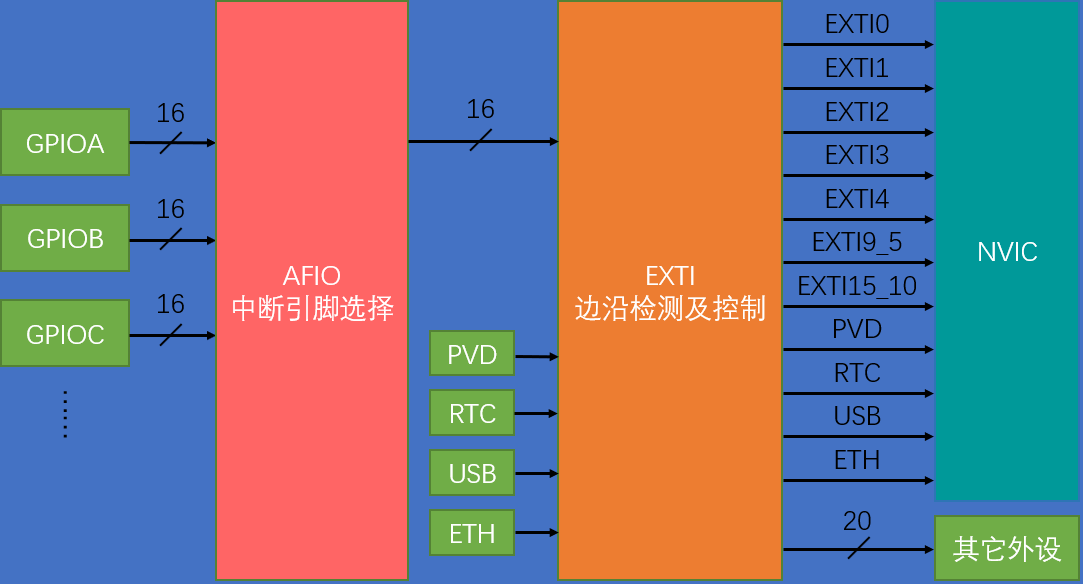 16
GPIOA
16
GPIOB
16
GPIOC
AFIO
中断引脚选择
16
PVD
RTC
USB
ETH
EXTI
边沿检测及控制
EXTI0
EXTI1
EXTI2
EXTI3
EXTI4
EXTI9_5
EXTI15_10
PVD
RTC
USB
ETH
20
NVIC
其它外设